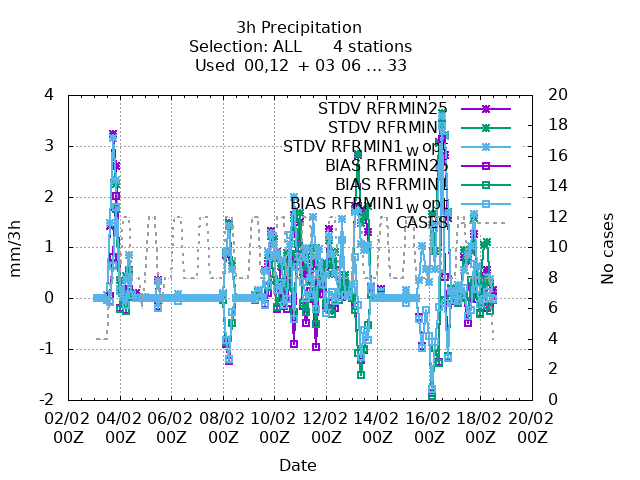 3h Precipitation
Selection: ALL 4 stations
Used 00,12 + 03 06 ... 33
4
3
2
1
0
-1
-2
mm/3h
20
18
16
14
12
10
8
6
4
2
0
No cases
STDV RFRMIN25
STDV RFRMIN1
STDV RFRMIN1w opt
BIAS RFRMIN25
BIAS RFRMIN1
BIAS RFRMIN1w opt
CASES
02/02 04/02 06/02 08/02 10/02 12/02 14/02 16/02 18/02 20/02
00Z 00Z 00Z 00Z 00Z 00Z 00Z 00Z 00Z 00Z
Date